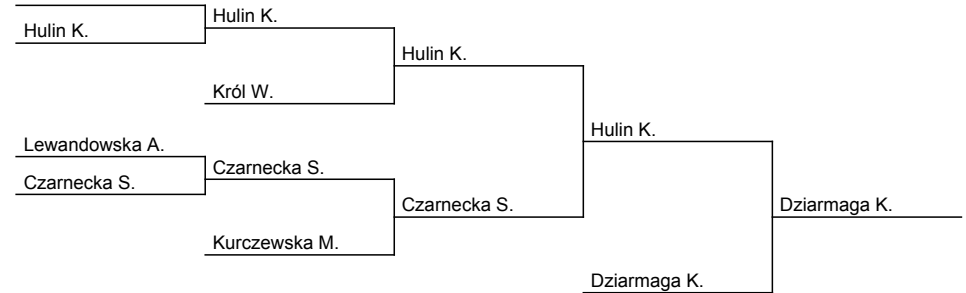 Hulin K.
Hulin K.
Hulin K.
Król W.
Hulin K.
Lewandowska A.
Czarnecka S.
Czarnecka S.
Czarnecka S.
Dziarmaga K.
Kurczewska M.
Dziarmaga K.